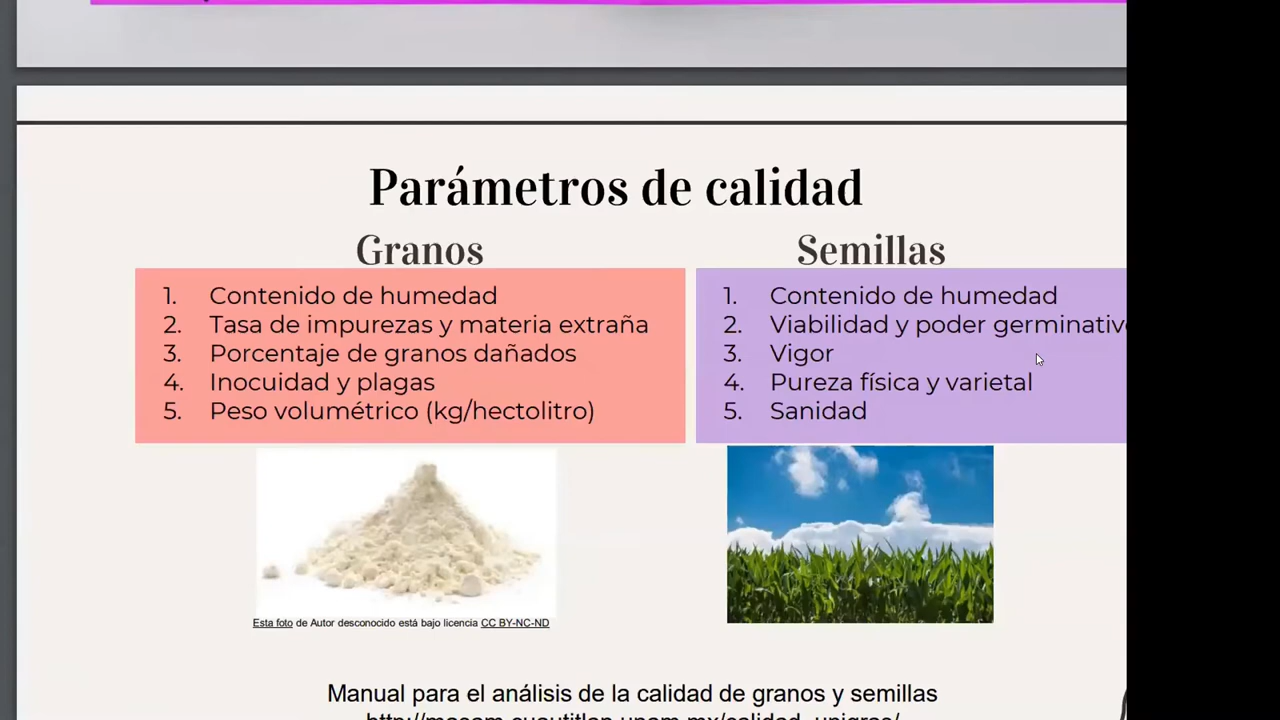 Parámetros de calidad
Granos
1. Contenido de humedad
2. Tasa de impurezas y materia extraña
3. Porcentaje de granos dañados
4. Inocuidad y plagas
5. Peso volumétrico (kg/hectolitro)
Semillas
1. Contenido de humedad
2. Viabilidad y poder germinativ
3. Vigor
4. Pureza física y varietal
5. Sanidad
Esta foto de Autor desconocido está bajo licencia CC BY-NC-ND
Manual para el análisis de la calidad de granos y semillas